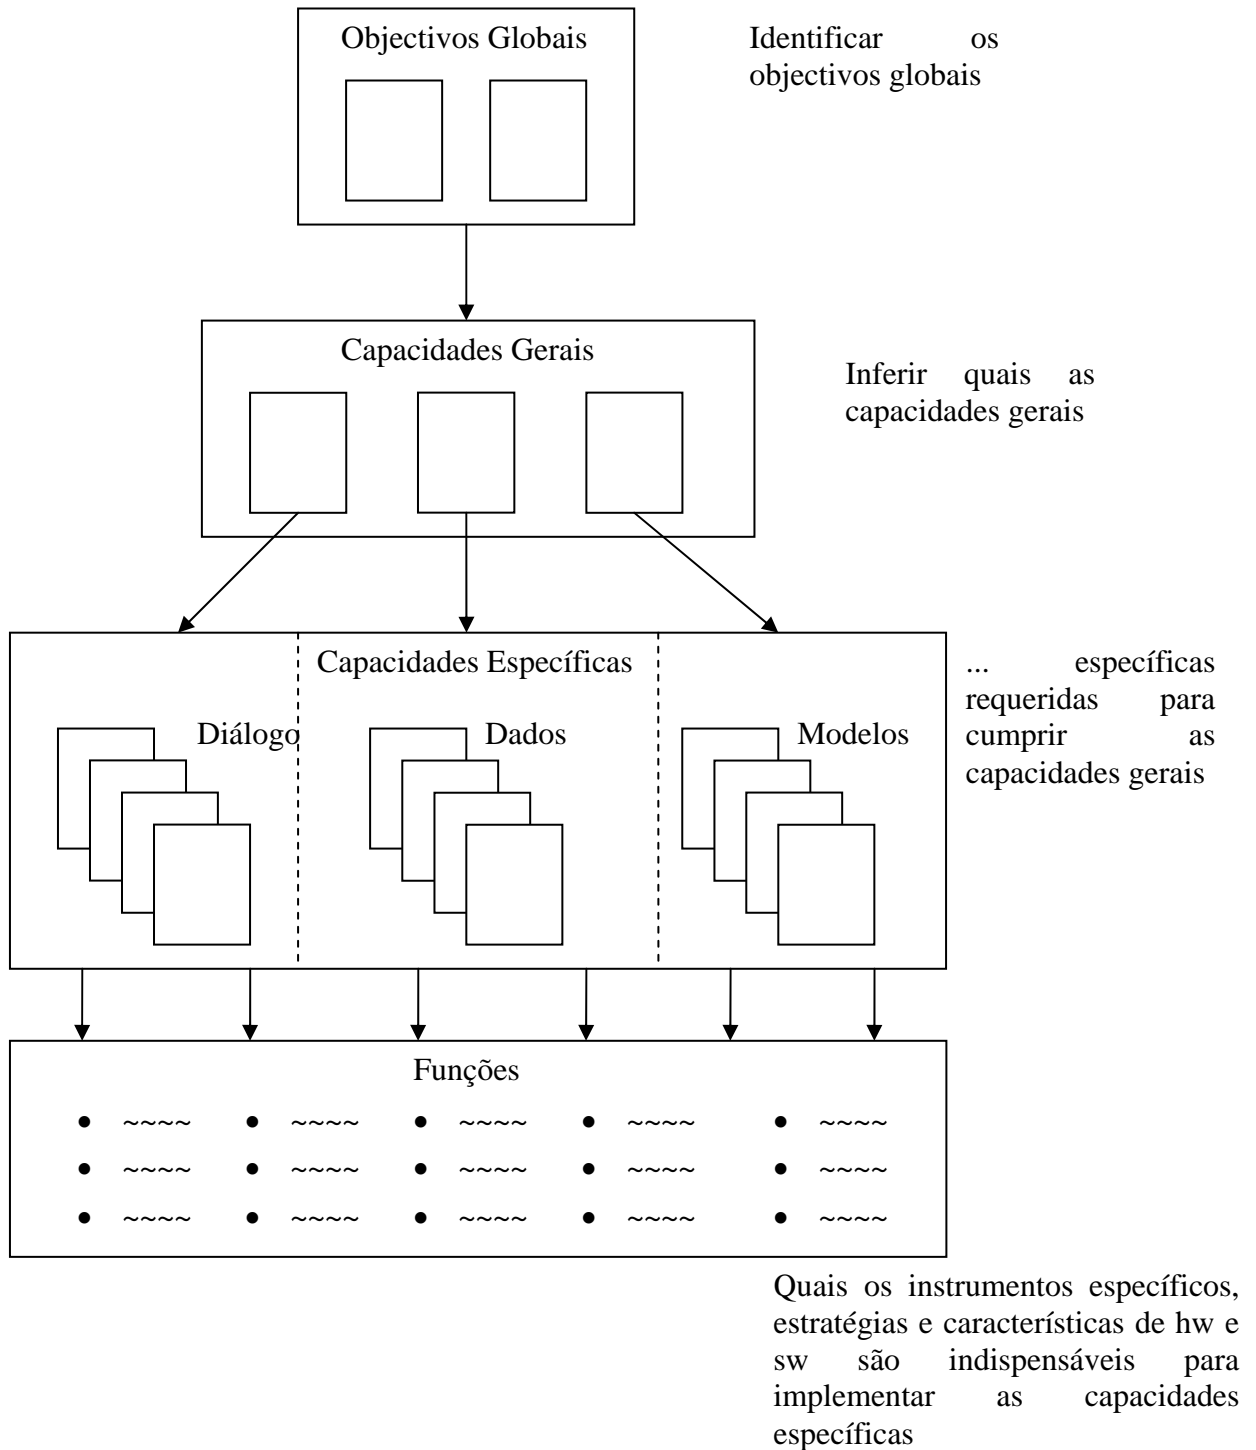 Objectivos Globais
Identificar os
objectivos globais
Capacidades Gerais
Inferir quais as
capacidades gerais
Capacidades Específicas
... específicas
requeridas para
cumprir as
capacidades gerais
Diálogo
Dados
Modelos
Funções
• ~~~~ • ~~~~ • ~~~~ • ~~~~ • ~~~~
• ~~~~ • ~~~~ • ~~~~ • ~~~~ • ~~~~
• ~~~~ • ~~~~ • ~~~~ • ~~~~ • ~~~~
Quais os instrumentos específicos,
estratégias e características de hw e
sw são indispensáveis para
implementar as capacidades
específicas